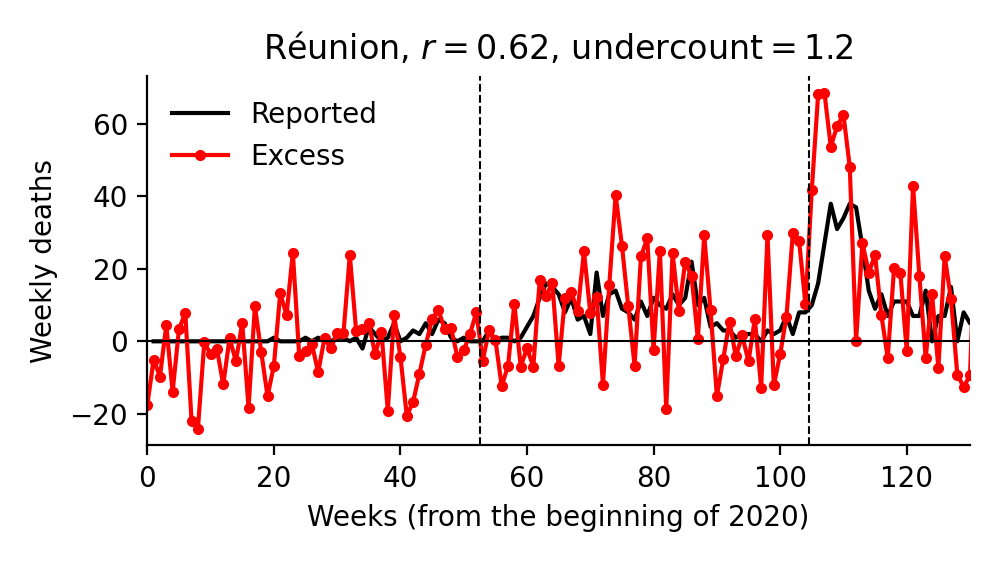 Réunion, r = 0.62, undercount = 1.2
Reported
Excess
Weekly deaths
60
40
20
0
−20
0 20 40 60 80 100 120
Weeks (from the beginning of 2020)